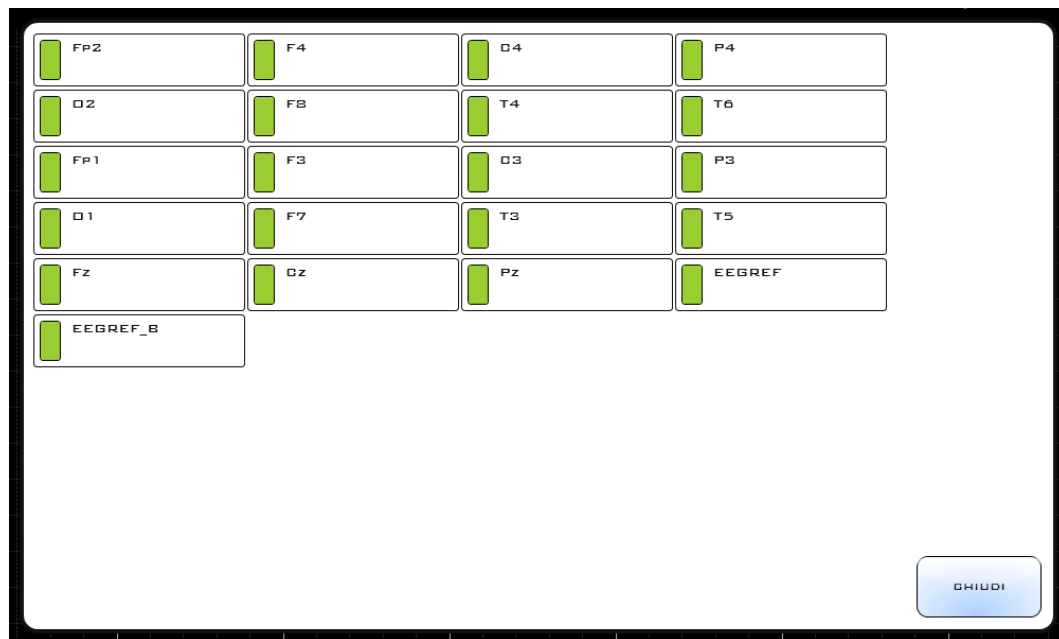 Fp2 F4 C4 P4
O2 F8 T4 T6
Fp1 F3 C3 P3
O1 F7 T3 T5
Fz Cz Pz EEGREF
EEGREF_B
CHIUDI